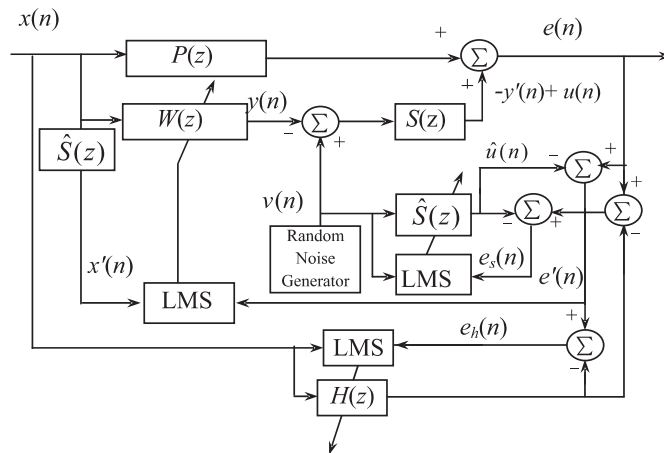 x(n)
e(n)
P(z)
+
Σ
+
-y'(n)+ u(n)
y(n)
W(z)
-
Σ
+
S(z)
Ŝ(z)
û(n)
-
Σ
+
+
v(n)
Ŝ(z)
-
Σ
+
Σ
-
Random
Noise
Generator
e_s(n)
x'(n)
LMS
e'(n)
LMS
+
e_h(n)
LMS
Σ
-
H(z)